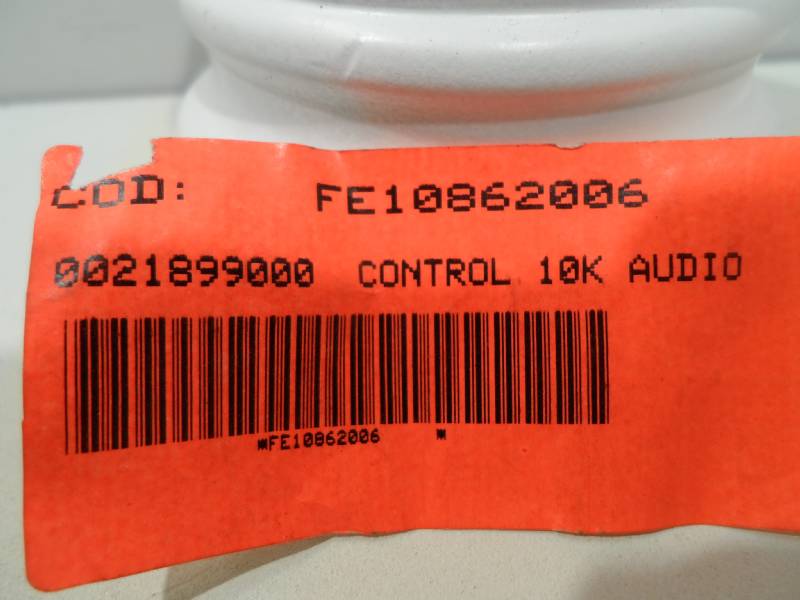 COD: FE10862006
0021899000 CONTROL 10K AUDIO
*FE10862006 *